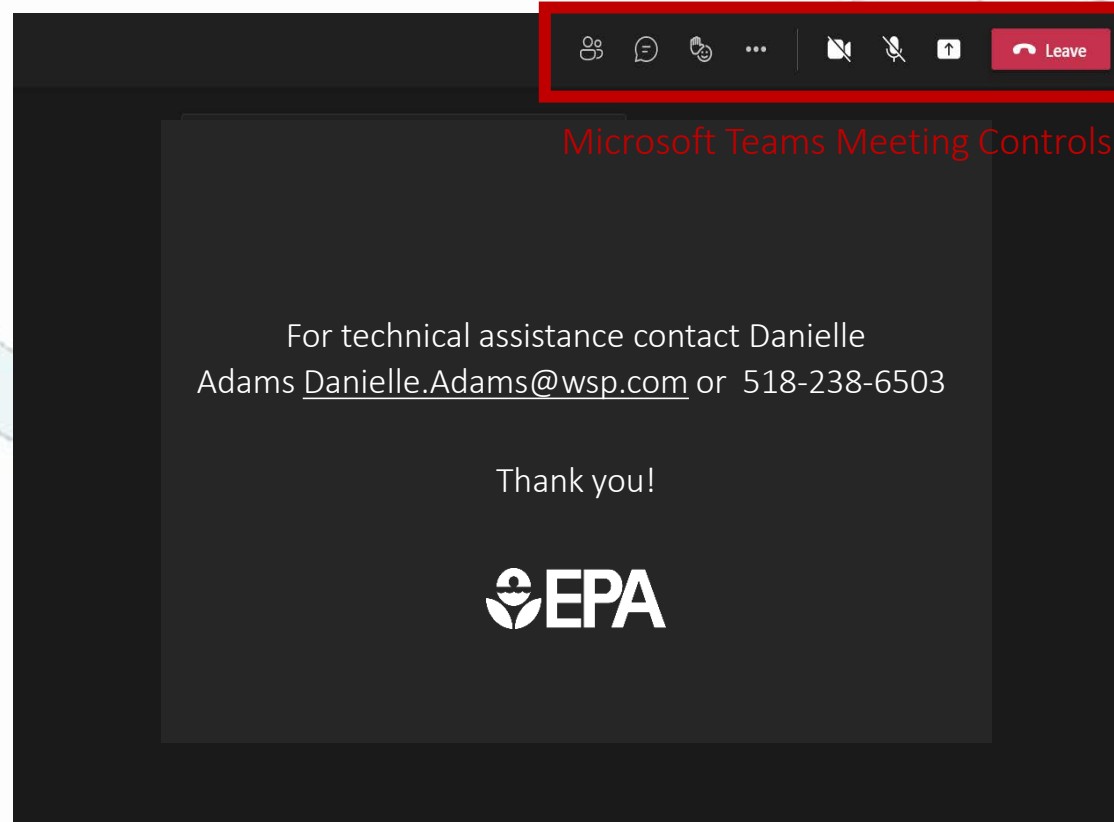 Leave
Microsoft Teams Meeting Controls
For technical assistance contact Danielle
Adams Danielle.Adams@wsp.com or 518-238-6503
Thank you!
EPA